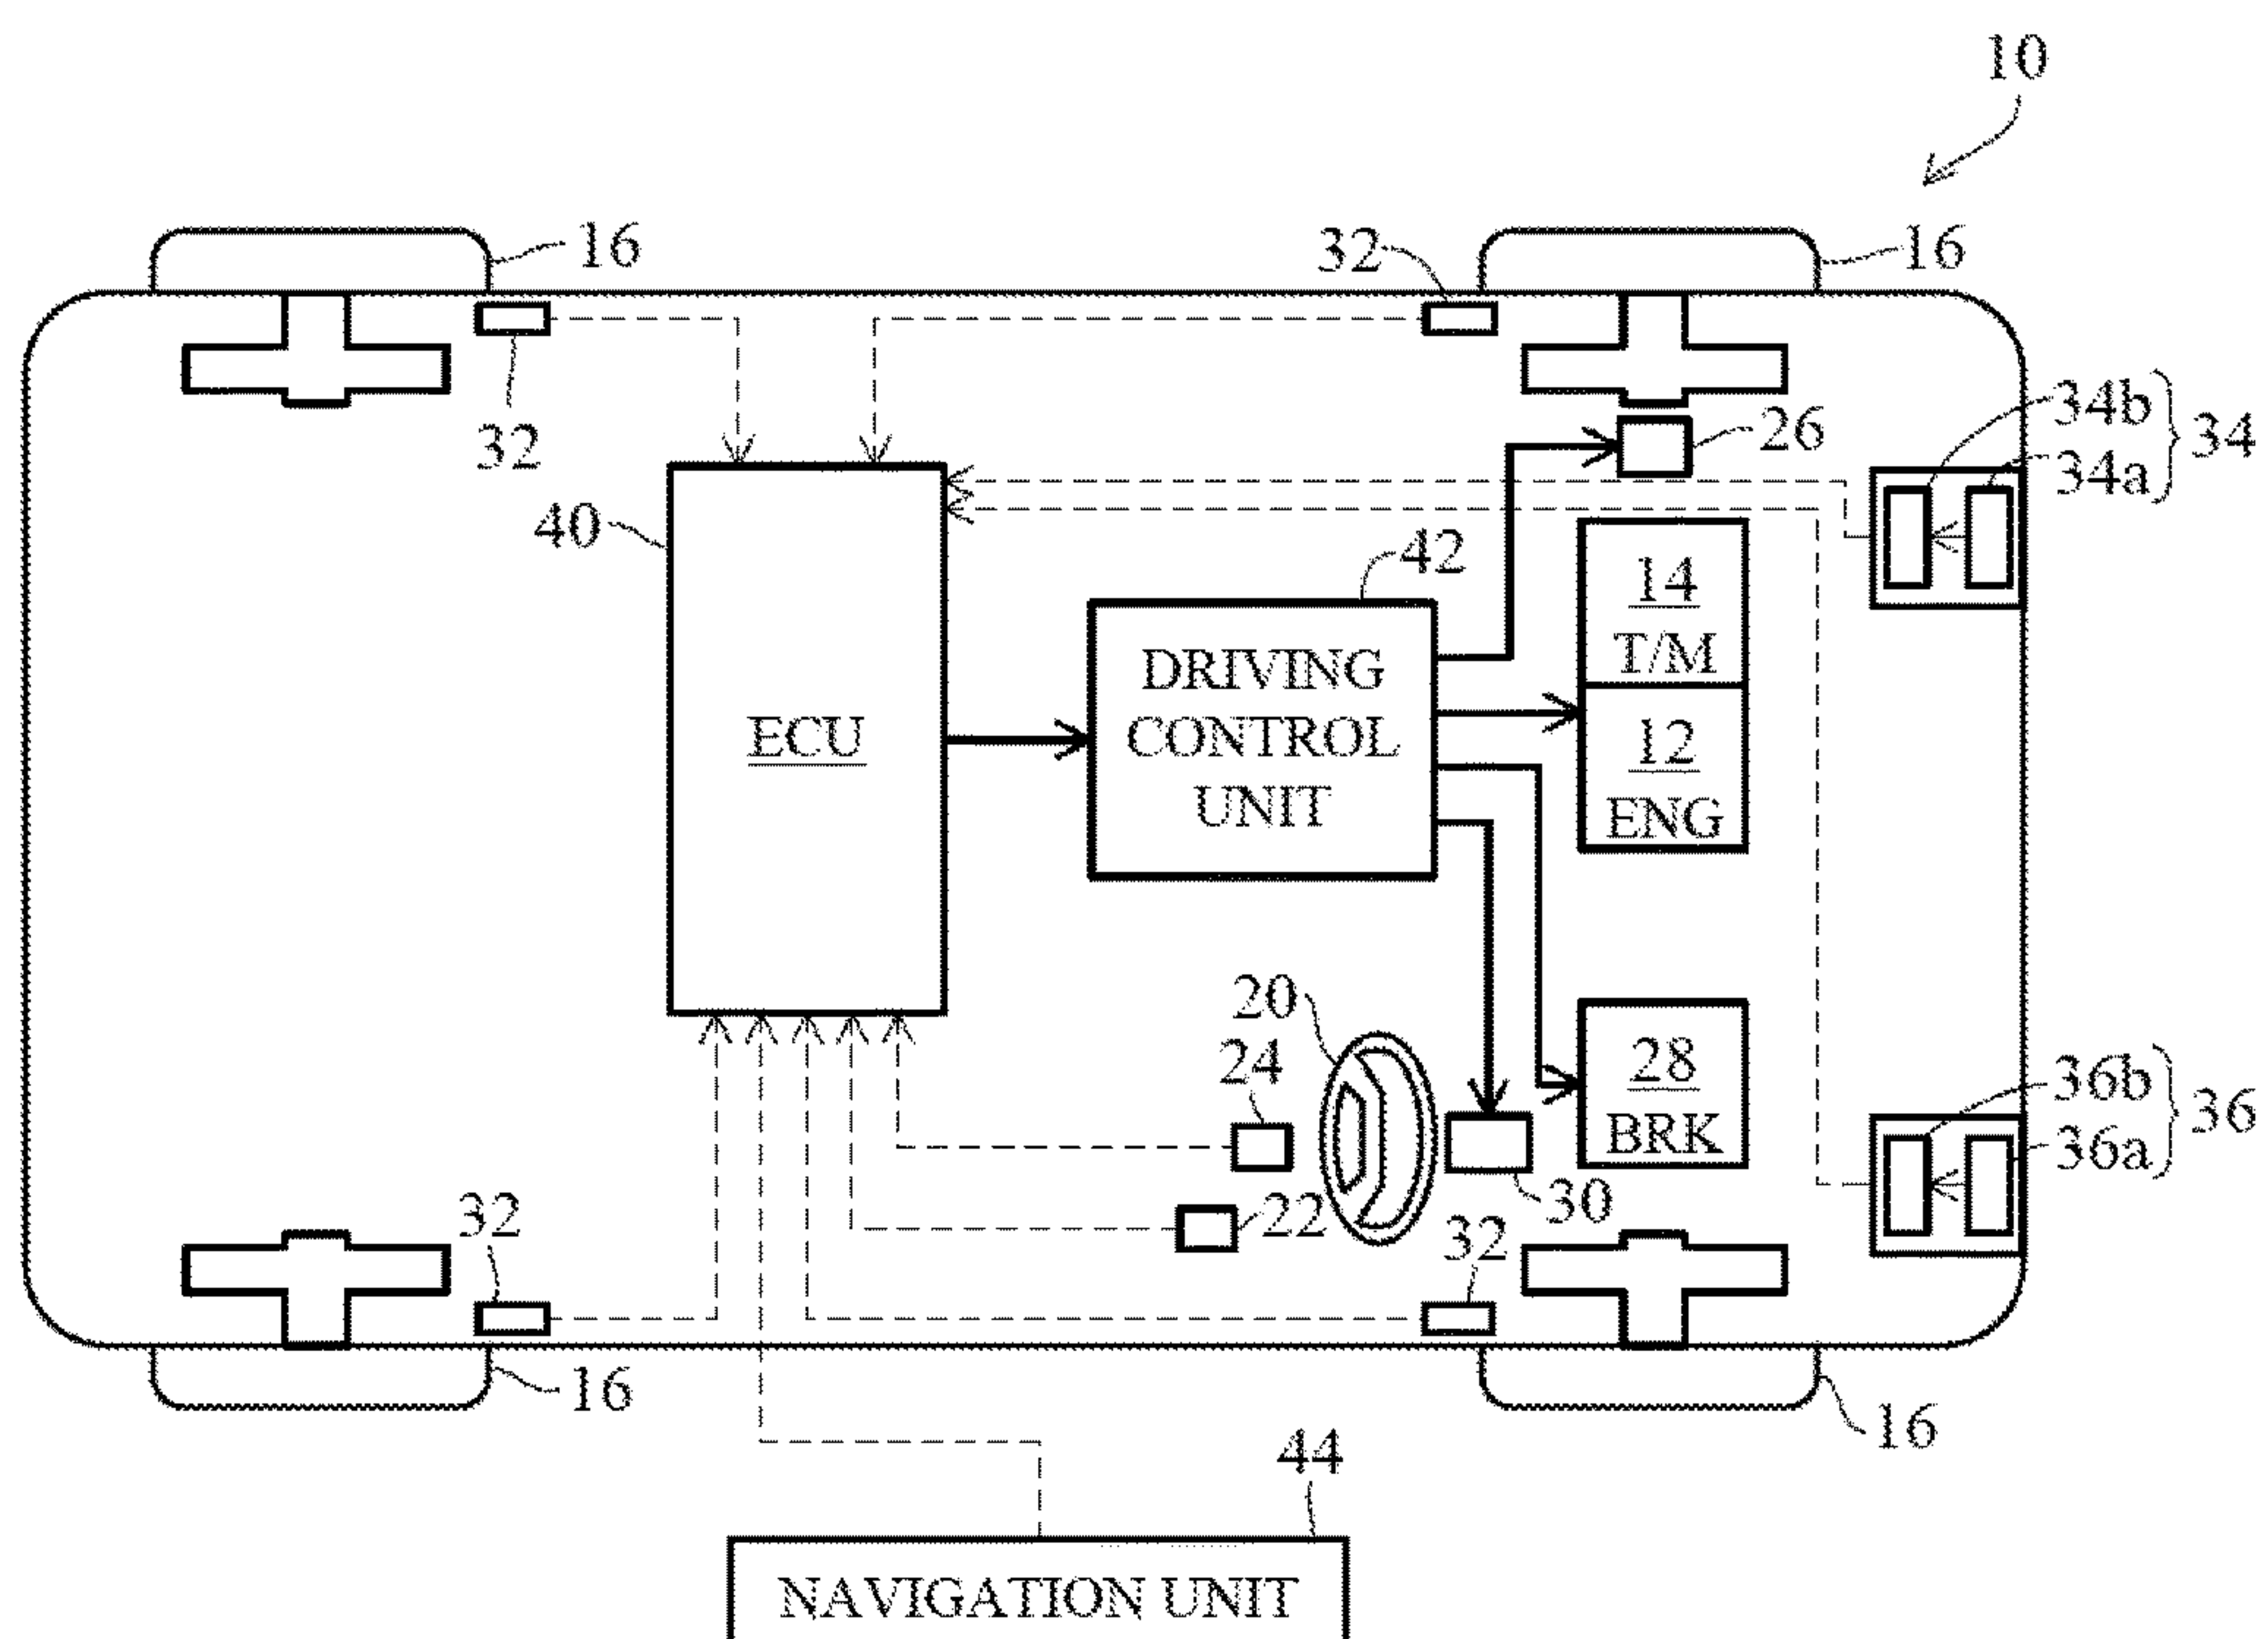 10
16
32
16
32
34b
34
34a
26
40
42
14
T/M
DRIVING
CONTROL
UNIT
ECU
12
ENG
20
24
28
BRK
36b
36
36a
30
22
32
32
16
16
44
NAVIGATION UNIT